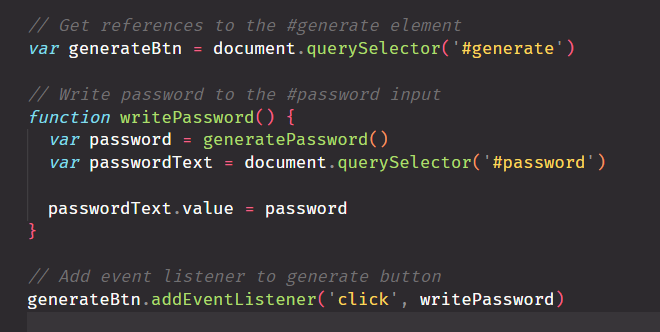 // Get references to the #generate element
var generateBtn = document.querySelector('#generate')
// Write password to the #password input
function writePassword() {
var password = generatePassword()
var passwordText = document.querySelector('#password')
passwordText.value = password
}
// Add event listener to generate button
generateBtn.addEventListener('click', writePassword)